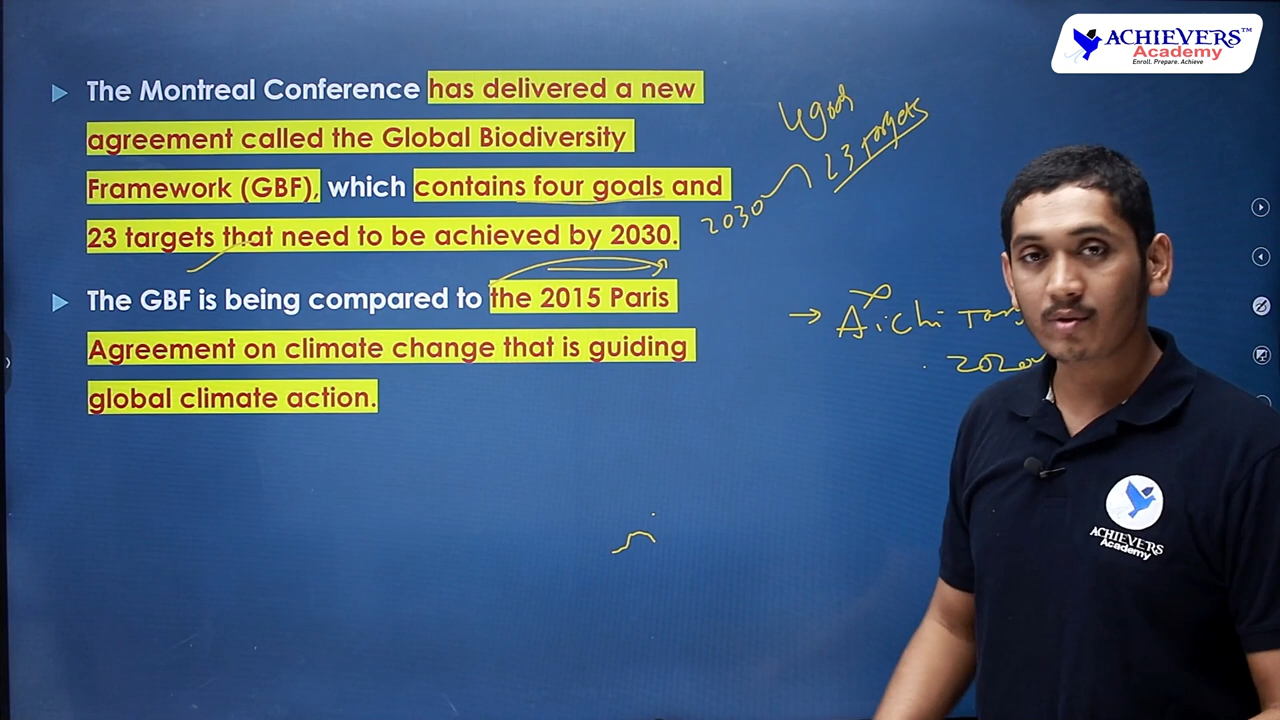 ACHIEVERS™
Academy
Enroll. Prepare. Achieve
The Montreal Conference has delivered a new
agreement called the Global Biodiversity
Framework (GBF), which contains four goals and
23 targets that need to be achieved by 2030.
The GBF is being compared to the 2015 Paris
Agreement on climate change that is guiding
global climate action.
4 goals
23 targets
2030
Aichi Tar
2020
ACHIEVERS
Academy